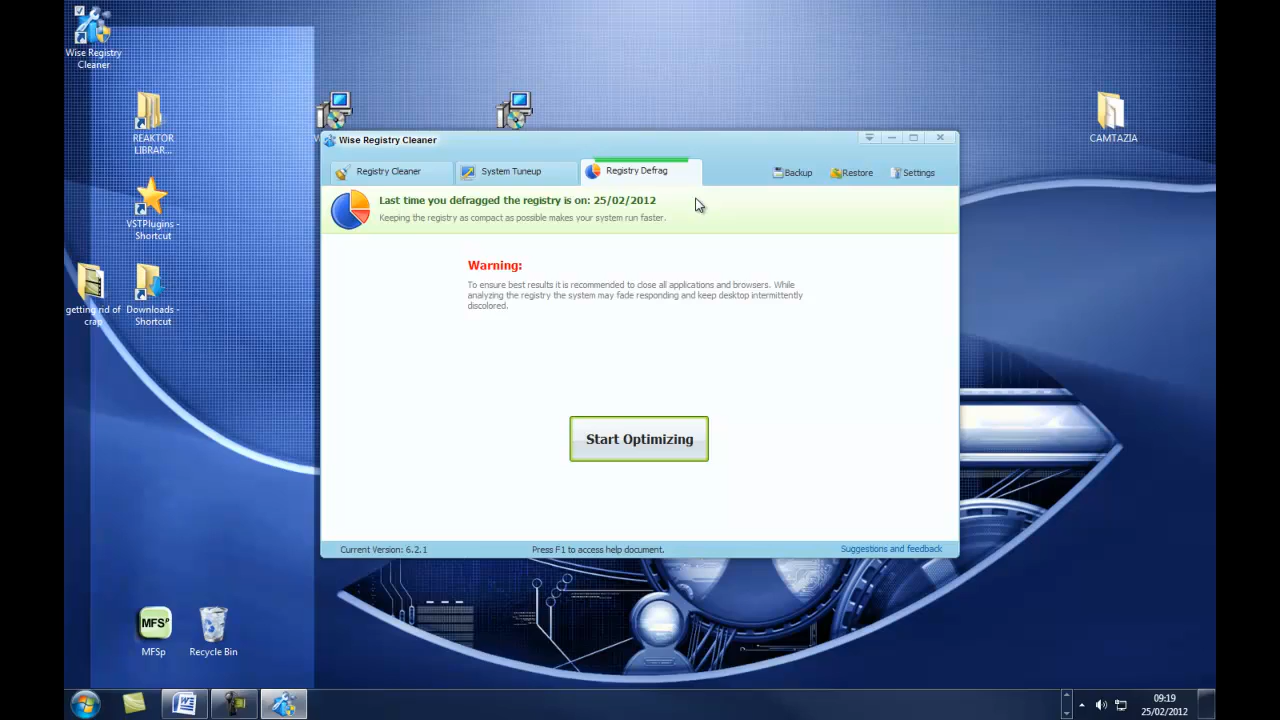 Wise Registry
Cleaner
REAKTOR
LIBRAR...
VSTPlugins -
Shortcut
getting rid of
crap
Downloads -
Shortcut
CAMTAZIA
MFSp
MFSp
Recycle Bin
Wise Registry Cleaner
Registry Cleaner
System Tuneup
Registry Defrag
Backup
Restore
Settings
Last time you defragged the registry is on: 25/02/2012
Keeping the registry as compact as possible makes your system run faster.
Warning:
To ensure best results it is recommended to close all applications and browsers. While
analyzing the registry the system may fade responding and keep desktop intermittently
discolored.
Start Optimizing
Current Version: 6.2.1
Press F1 to access help document.
Suggestions and feedback
09:19
25/02/2012